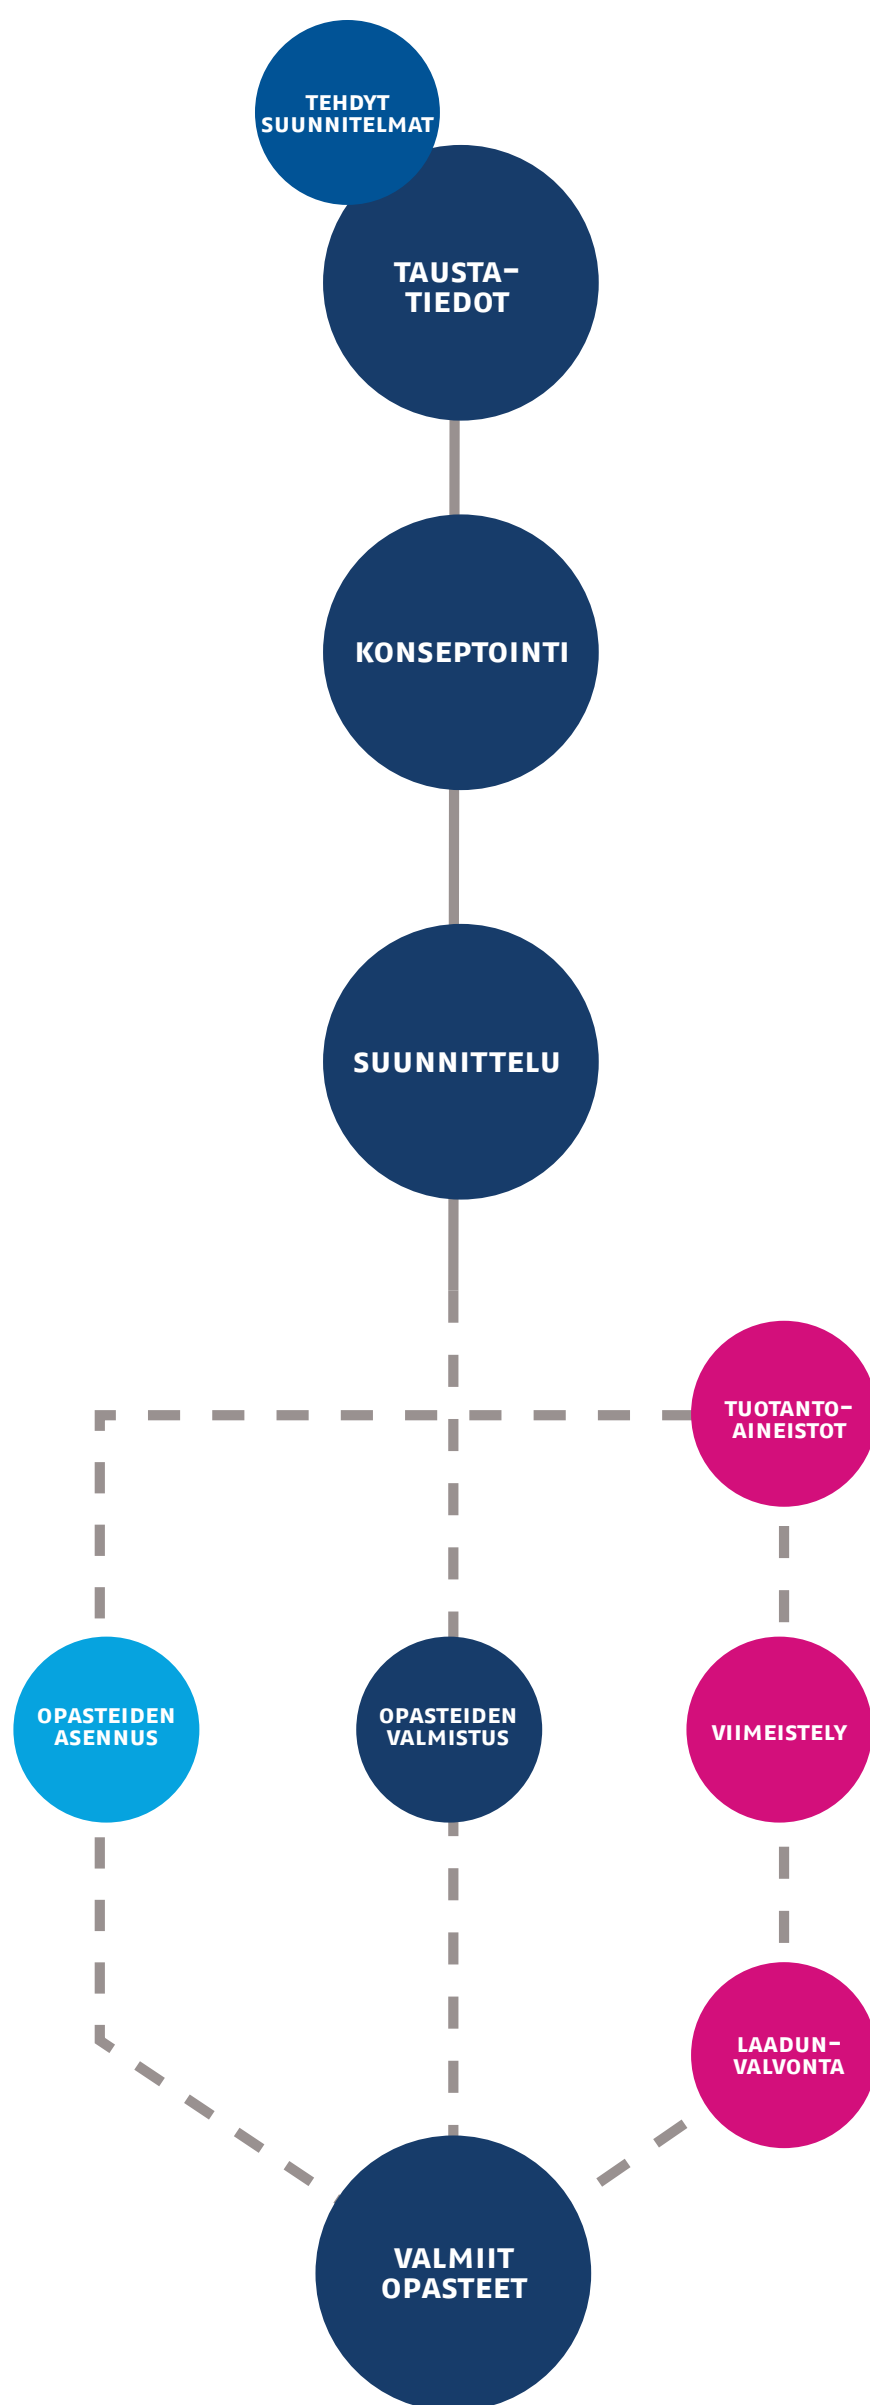 TEHDYT
SUUNNITELMAT
TAUSTA-
TIEDOT
KONSEPTOINTI
SUUNNITTELU
TUOTANTO-
AINEISTOT
OPASTEIDEN
ASENNUS
OPASTEIDEN
VALMISTUS
VIIMEISTELY
LAADUN-
VALVONTA
VALMIIT
OPASTEET